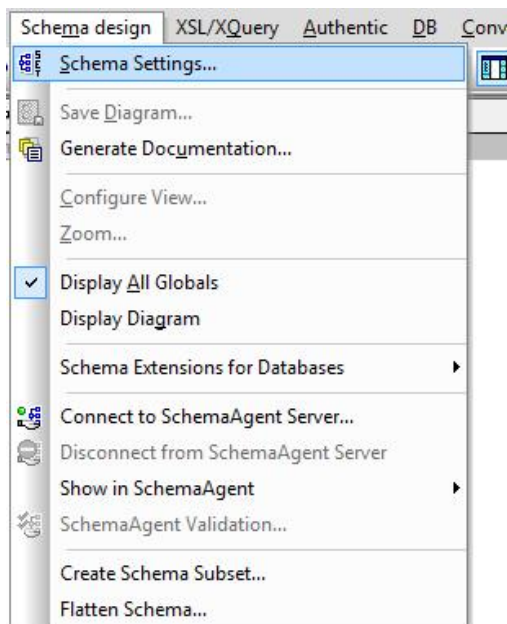 Schema design XSL/XQuery Authentic DB Conv
Schema Settings...
Save Diagram...
Generate Documentation...
Configure View...
Zoom...
Display All Globals
Display Diagram
Schema Extensions for Databases
Connect to SchemaAgent Server...
Disconnect from SchemaAgent Server
Show in SchemaAgent
SchemaAgent Validation...
Create Schema Subset...
Flatten Schema...